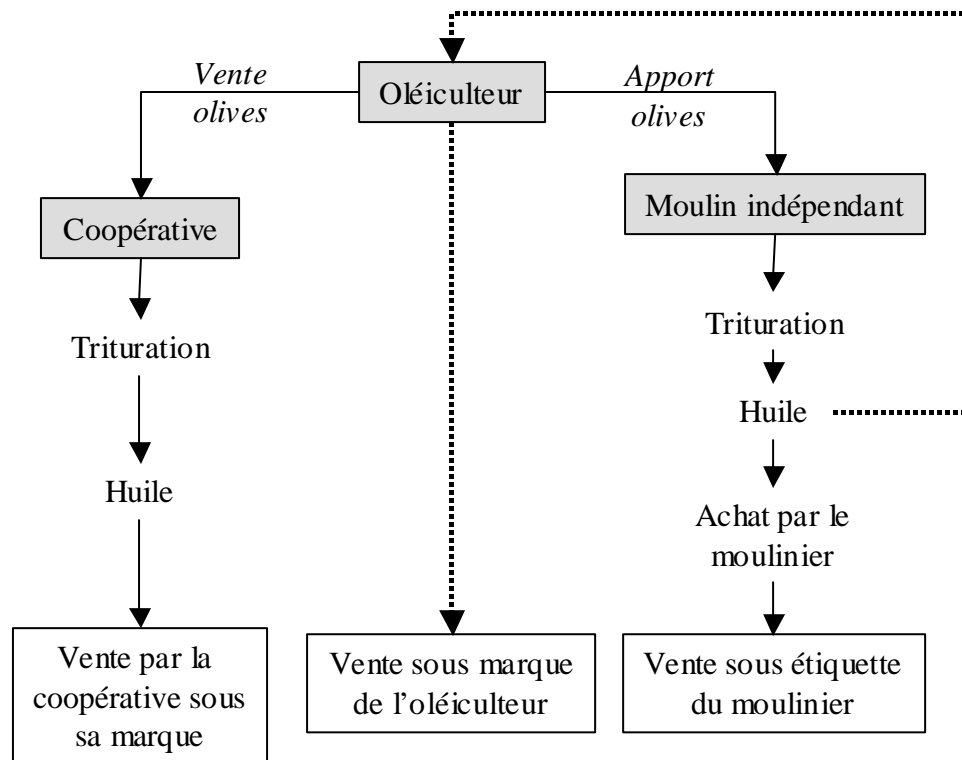 Vente
olives
Oléiculteur
Apport
olives
Coopérative
Moulin indépendant
Trituration
Trituration
Huile
Huile
Achat par le
moulinier
Vente par la
coopérative sous
sa marque
Vente sous marque
de l’oléiculteur
Vente sous étiquette
du moulinier